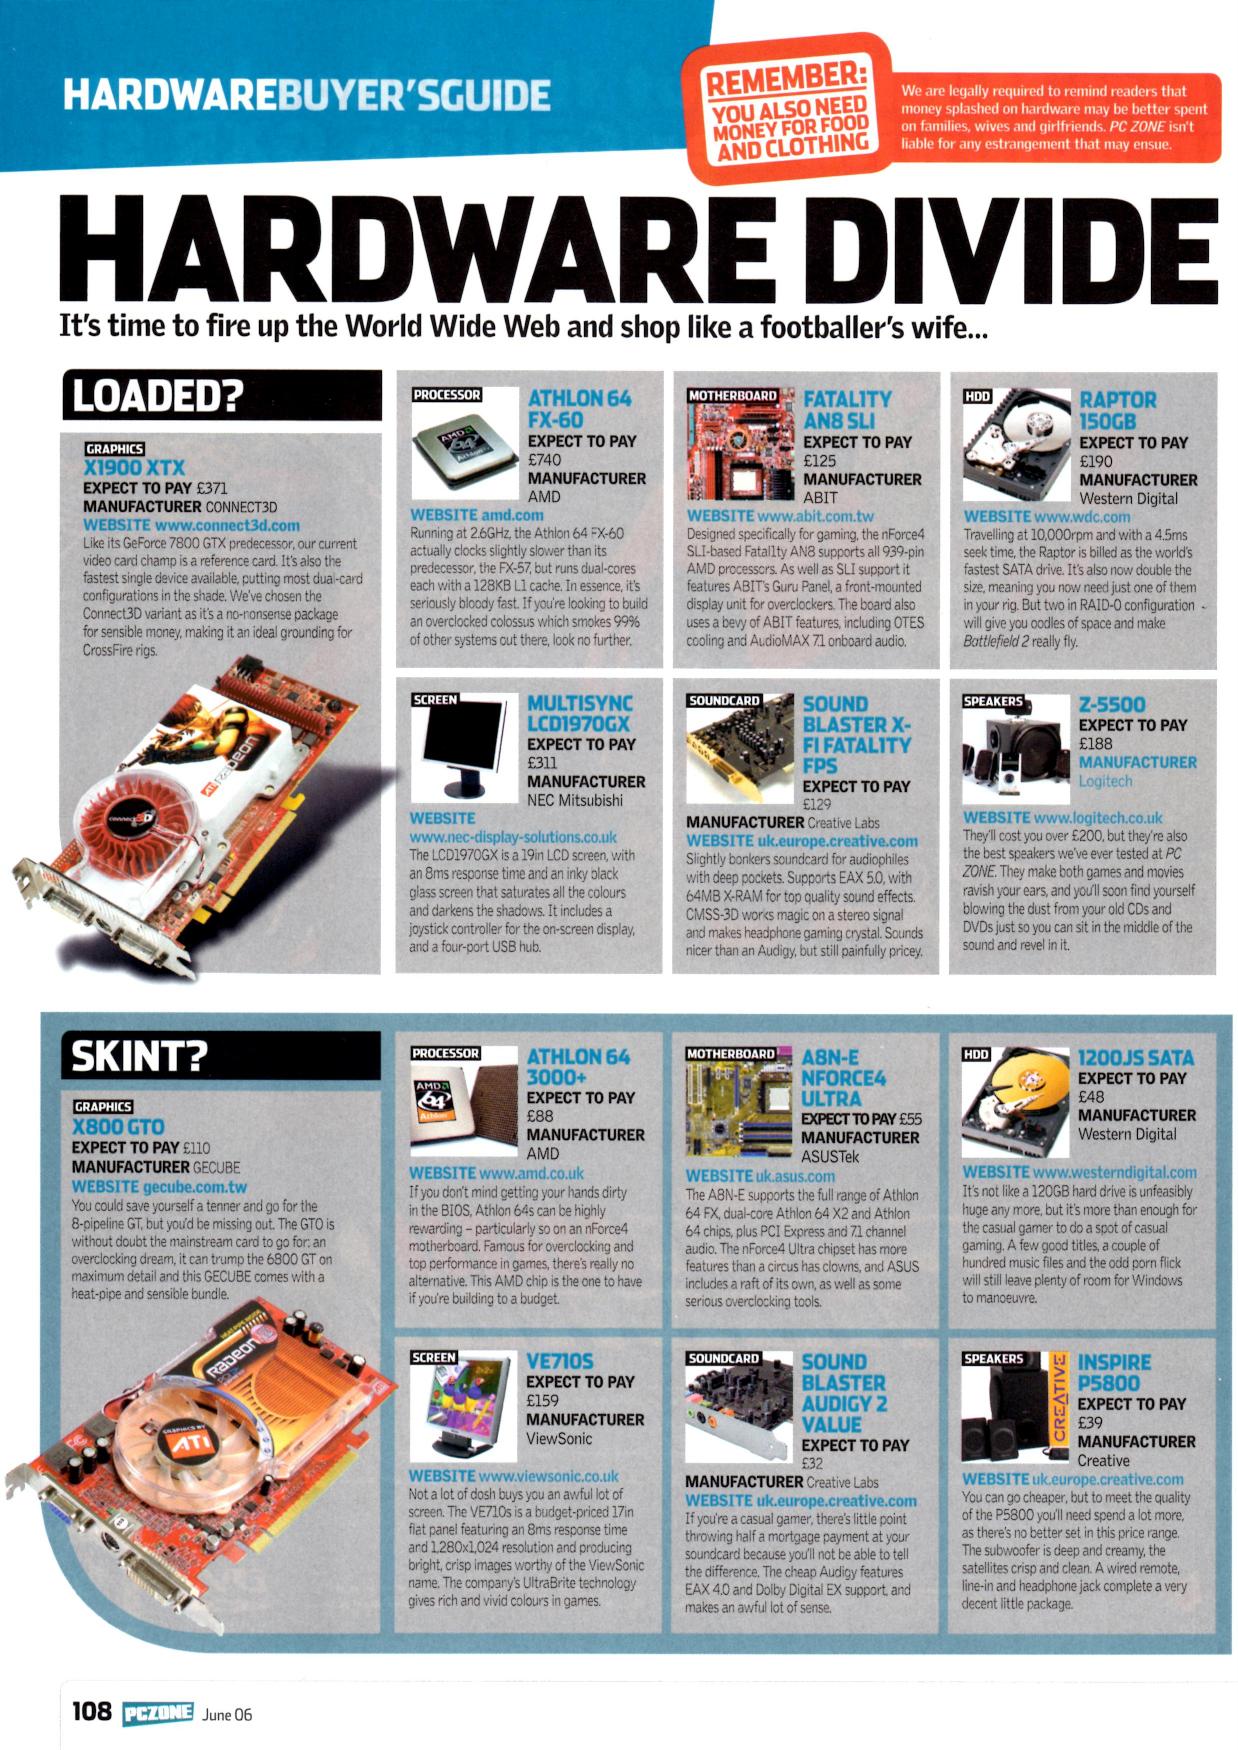 HARDWAREBUYER'SGUIDE
REMEMBER:
YOU ALSO NEED
MONEY FOR FOOD
AND CLOTHING
We are legally required to remind readers that
money splashed on hardware may be better spent
on families, wives and girlfriends. PC ZONE isn't
liable for any estrangement that may ensue.
HARDWARE DIVIDE
It's time to fire up the World Wide Web and shop like a footballer's wife...
LOADED?
GRAPHICS
X1900 XTX
EXPECT TO PAY £371
MANUFACTURER CONNECT3D
WEBSITE www.connect3d.com
Like its GeForce 7800 GTX predecessor, our current
video card champ is a reference card. It's also the
fastest single device available, putting most dual-card
configurations in the shade. We've chosen the
Connect3D variant as it's a no-nonsense package
for sensible money, making it an ideal grounding for
CrossFire rigs.
PROCESSOR
ATHLON 64
FX-60
EXPECT TO PAY
£740
MANUFACTURER
AMD
WEBSITE amd.com
Running at 2.6GHz, the Athlon 64 FX-60
actually clocks slightly slower than its
predecessor, the FX-57, but runs dual-cores
each with a 128KB L1 cache. In essence, it's
seriously bloody fast. If you're looking to build
an overclocked colossus which smokes 99%
of other systems out there, look no further.
MOTHERBOARD
FATAL1TY
AN8 SLI
EXPECT TO PAY
£125
MANUFACTURER
ABIT
WEBSITE www.abit.com.tw
Designed specifically for gaming, the nForce4
SLI-based Fatal1ty AN8 supports all 939-pin
AMD processors. As well as SLI support it
features ABIT's Guru Panel, a front-mounted
display unit for overclockers. The board also
uses a bevy of ABIT features, including OTES
cooling and AudioMAX 7.1 onboard audio.
HDD
RAPTOR
150GB
EXPECT TO PAY
£190
MANUFACTURER
Western Digital
WEBSITE www.wdc.com
Travelling at 10,000rpm and with a 4.5ms
seek time, the Raptor is billed as the world's
fastest SATA drive. It's also now double the
size, meaning you now need just one of them
in your rig. But two in RAID-0 configuration
will give you oodles of space and make
Battlefield 2 really fly.
SCREEN
MULTISYNC
LCD1970GX
EXPECT TO PAY
£311
MANUFACTURER
NEC Mitsubishi
WEBSITE
www.nec-display-solutions.co.uk
The LCD1970GX is a 19in LCD screen, with
an 8ms response time and an inky black
glass screen that saturates all the colours
and darkens the shadows. It includes a
joystick controller for the on-screen display,
and a four-port USB hub.
SOUNDCARD
SOUND
BLASTER X-
FI FATAL1TY
FPS
EXPECT TO PAY
£129
MANUFACTURER Creative Labs
WEBSITE uk.europe.creative.com
Slightly bonkers soundcard for audiophiles
with deep pockets. Supports EAX 5.0, with
64MB X-RAM for top quality sound effects.
CMSS-3D works magic on a stereo signal
and makes headphone gaming crystal. Sounds
nicer than an Audigy, but still painfully pricey.
SPEAKERS
Z-5500
EXPECT TO PAY
£188
MANUFACTURER
Logitech
WEBSITE www.logitech.co.uk
They'll cost you over £200, but they're also
the best speakers we've ever tested at PC
ZONE. They make both games and movies
ravish your ears, and you'll soon find yourself
blowing the dust from your old CDs and
DVDs just so you can sit in the middle of the
sound and revel in it.
SKINT?
GRAPHICS
X800 GTO
EXPECT TO PAY £110
MANUFACTURER GECUBE
WEBSITE gecube.com.tw
You could save yourself a tenner and go for the
8-pipeline GT, but you'd be missing out. The GTO is
without doubt the mainstream card to go for: an
overclocking dream, it can trump the 6800 GT on
maximum detail and this GECUBE comes with a
heat-pipe and sensible bundle.
PROCESSOR
ATHLON 64
3000+
EXPECT TO PAY
£88
MANUFACTURER
AMD
WEBSITE www.amd.co.uk
If you don't mind getting your hands dirty
in the BIOS, Athlon 64s can be highly
rewarding – particularly so on an nForce4
motherboard. Famous for overclocking and
top performance in games, there's really no
alternative. This AMD chip is the one to have
if you're building to a budget.
MOTHERBOARD
A8N-E
NFORCE4
ULTRA
EXPECT TO PAY £55
MANUFACTURER
ASUSTek
WEBSITE uk.asus.com
The A8N-E supports the full range of Athlon
64 FX, dual-core Athlon 64 X2 and Athlon
64 chips, plus PCI Express and 7.1 channel
audio. The nForce4 Ultra chipset has more
features than a circus has clowns, and ASUS
includes a raft of its own, as well as some
serious overclocking tools.
HDD
1200JS SATA
EXPECT TO PAY
£48
MANUFACTURER
Western Digital
WEBSITE www.westerndigital.com
It's not like a 120GB hard drive is unfeasibly
huge any more, but it's more than enough for
the casual gamer to do a spot of casual
gaming. A few good titles, a couple of
hundred music files and the odd porn flick
will still leave plenty of room for Windows
to manoeuvre.
SCREEN
VE710S
EXPECT TO PAY
£159
MANUFACTURER
ViewSonic
WEBSITE www.viewsonic.co.uk
Not a lot of dosh buys you an awful lot of
screen. The VE710s is a budget-priced 17in
flat panel featuring an 8ms response time
and 1,280x1,024 resolution and producing
bright, crisp images worthy of the ViewSonic
name. The company's UltraBrite technology
gives rich and vivid colours in games.
SOUNDCARD
SOUND
BLASTER
AUDIGY 2
VALUE
EXPECT TO PAY
£32
MANUFACTURER Creative Labs
WEBSITE uk.europe.creative.com
If you're a casual gamer, there's little point
throwing half a mortgage payment at your
soundcard because you'll not be able to tell
the difference. The cheap Audigy features
EAX 4.0 and Dolby Digital EX support, and
makes an awful lot of sense.
SPEAKERS
CREATIVE
INSPIRE
P5800
EXPECT TO PAY
£39
MANUFACTURER
Creative
WEBSITE uk.europe.creative.com
You can go cheaper, but to meet the quality
of the P5800 you'll need spend a lot more,
as there's no better set in this price range.
The subwoofer is deep and creamy, the
satellites crisp and clean. A wired remote,
line-in and headphone jack complete a very
decent little package.
ATI RADEON
connect3D
RADEON
GRAPHICS BY
ATI
AMD
64
Athlon
AMD
64
Athlon
108 PCZONE June 06